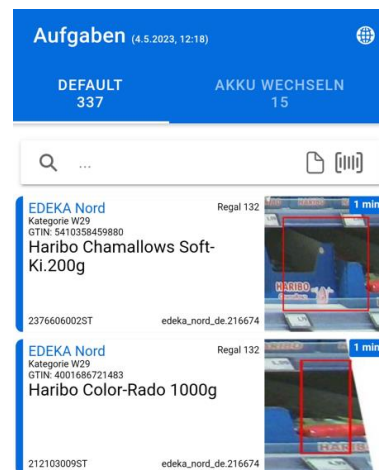 Aufgaben (4.5.2023, 12:18)
DEFAULT
337
AKKU WECHSELN
15
...
EDEKA Nord
Regal 132
1 min
Kategorie W29
GTIN: 5410358459880
Haribo Chamallows Soft-
Ki.200g
HARIBO
2376606002ST
edeka_nord_de.216674
EDEKA Nord
Regal 132
1 min
Kategorie W29
GTIN: 4001686721483
Haribo Color-Rado 1000g
HARIBO
212103009ST
edeka_nord_de.216674